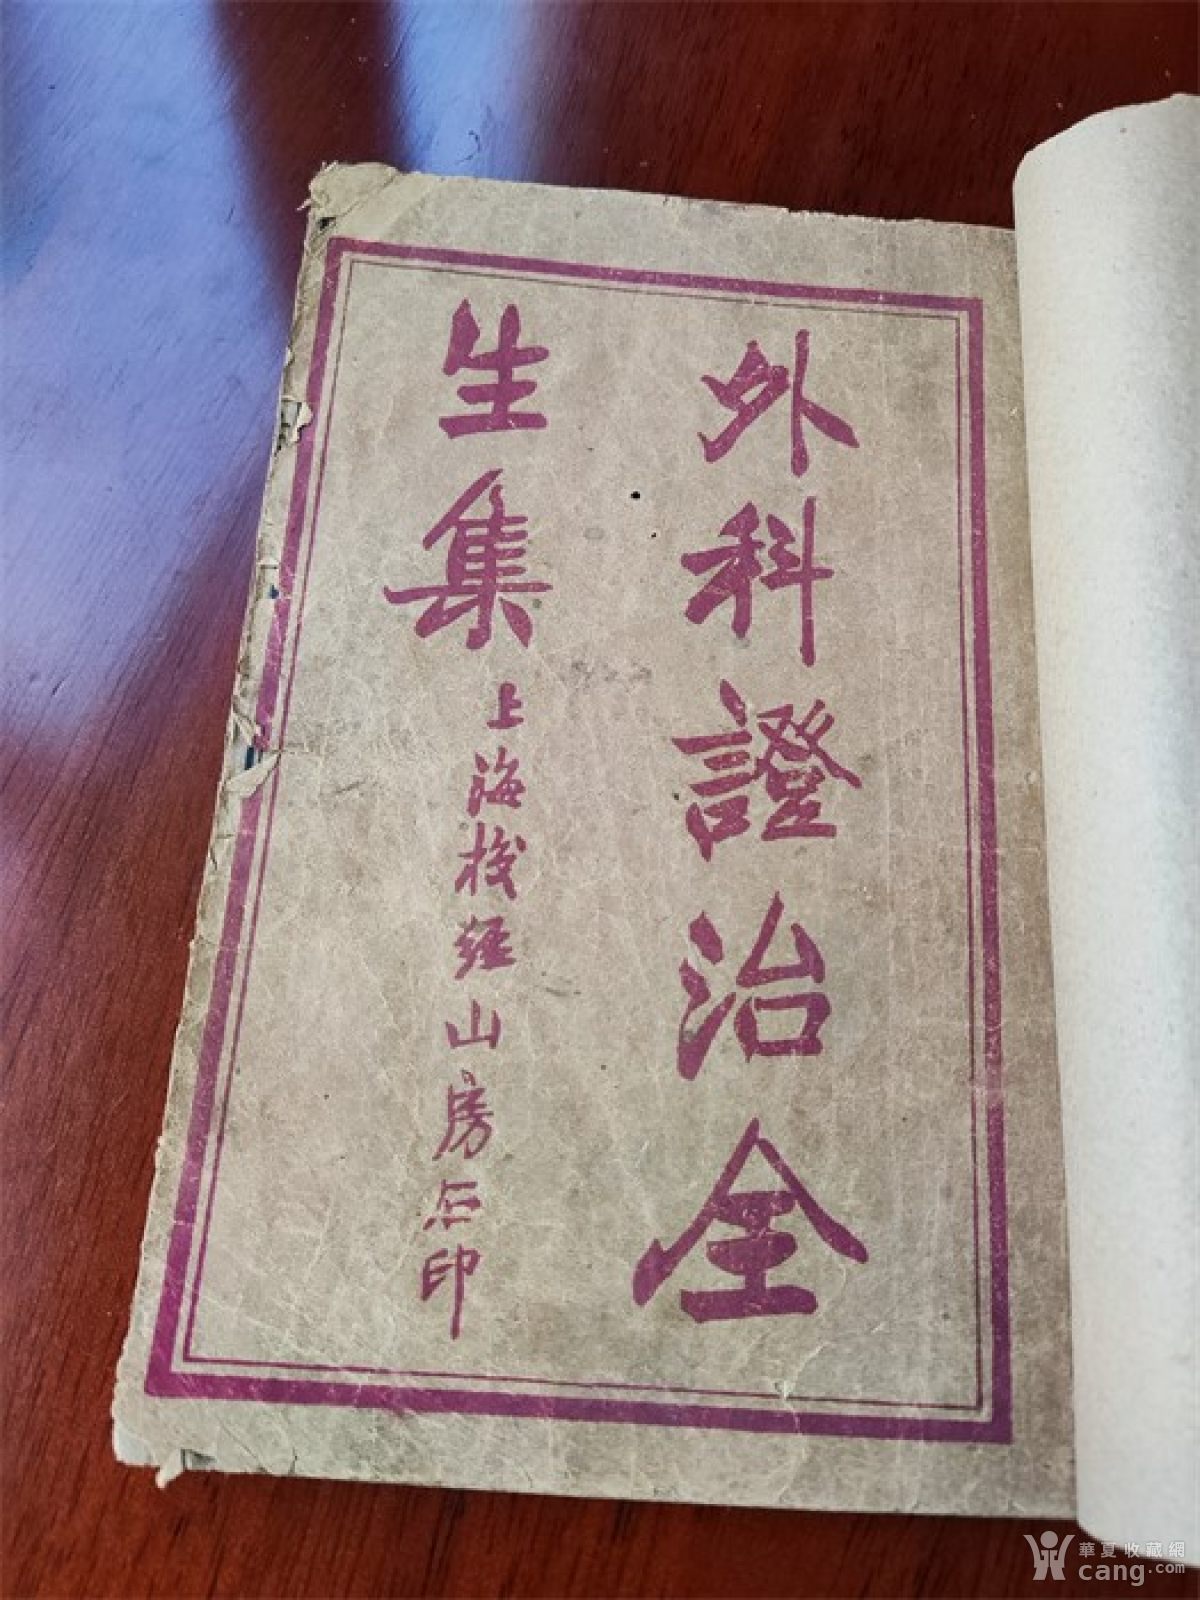 外科證治全
生集
上海校經山房石印
華夏收藏網
cang.com